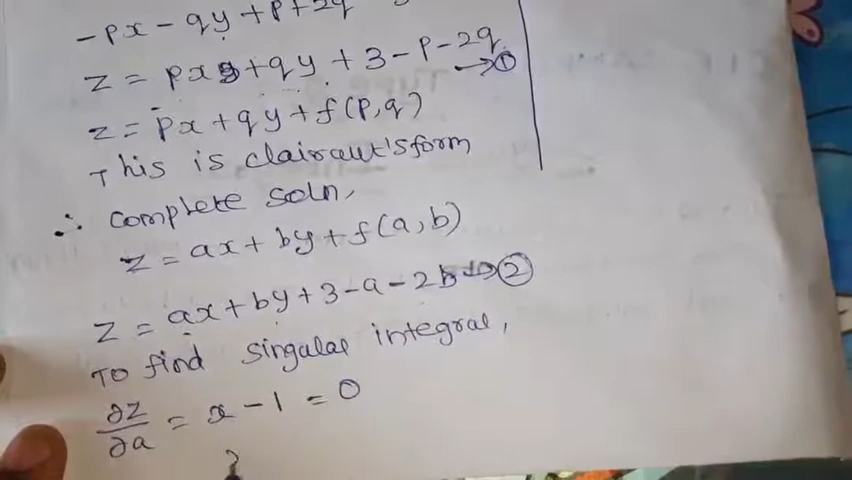 -px - qy + p + 2q
z = px + qy + 3 - p - 2q → ①
z = px + qy + f(p,q)
This is clairaut's form
∴ complete soln,
z = ax + by + f(a,b)
z = ax + by + 3 - a - 2b → ②
To find singular integral,
∂z/∂a = x - 1 = 0